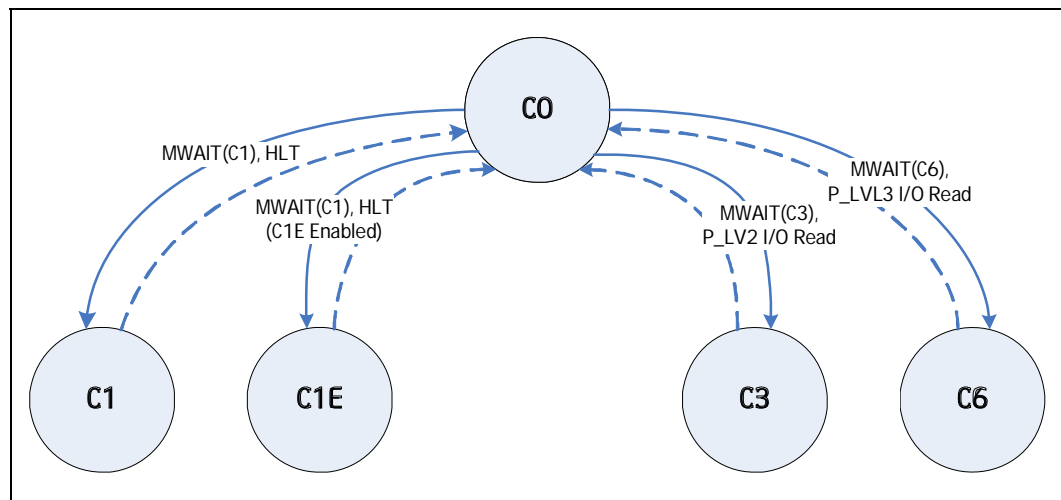 C0
MWAIT(C1), HLT
MWAIT(C1), HLT
(C1E Enabled)
MWAIT(C6),
P_LVL3 I/O Read
MWAIT(C3),
P_LV2 I/O Read
C1
C1E
C3
C6